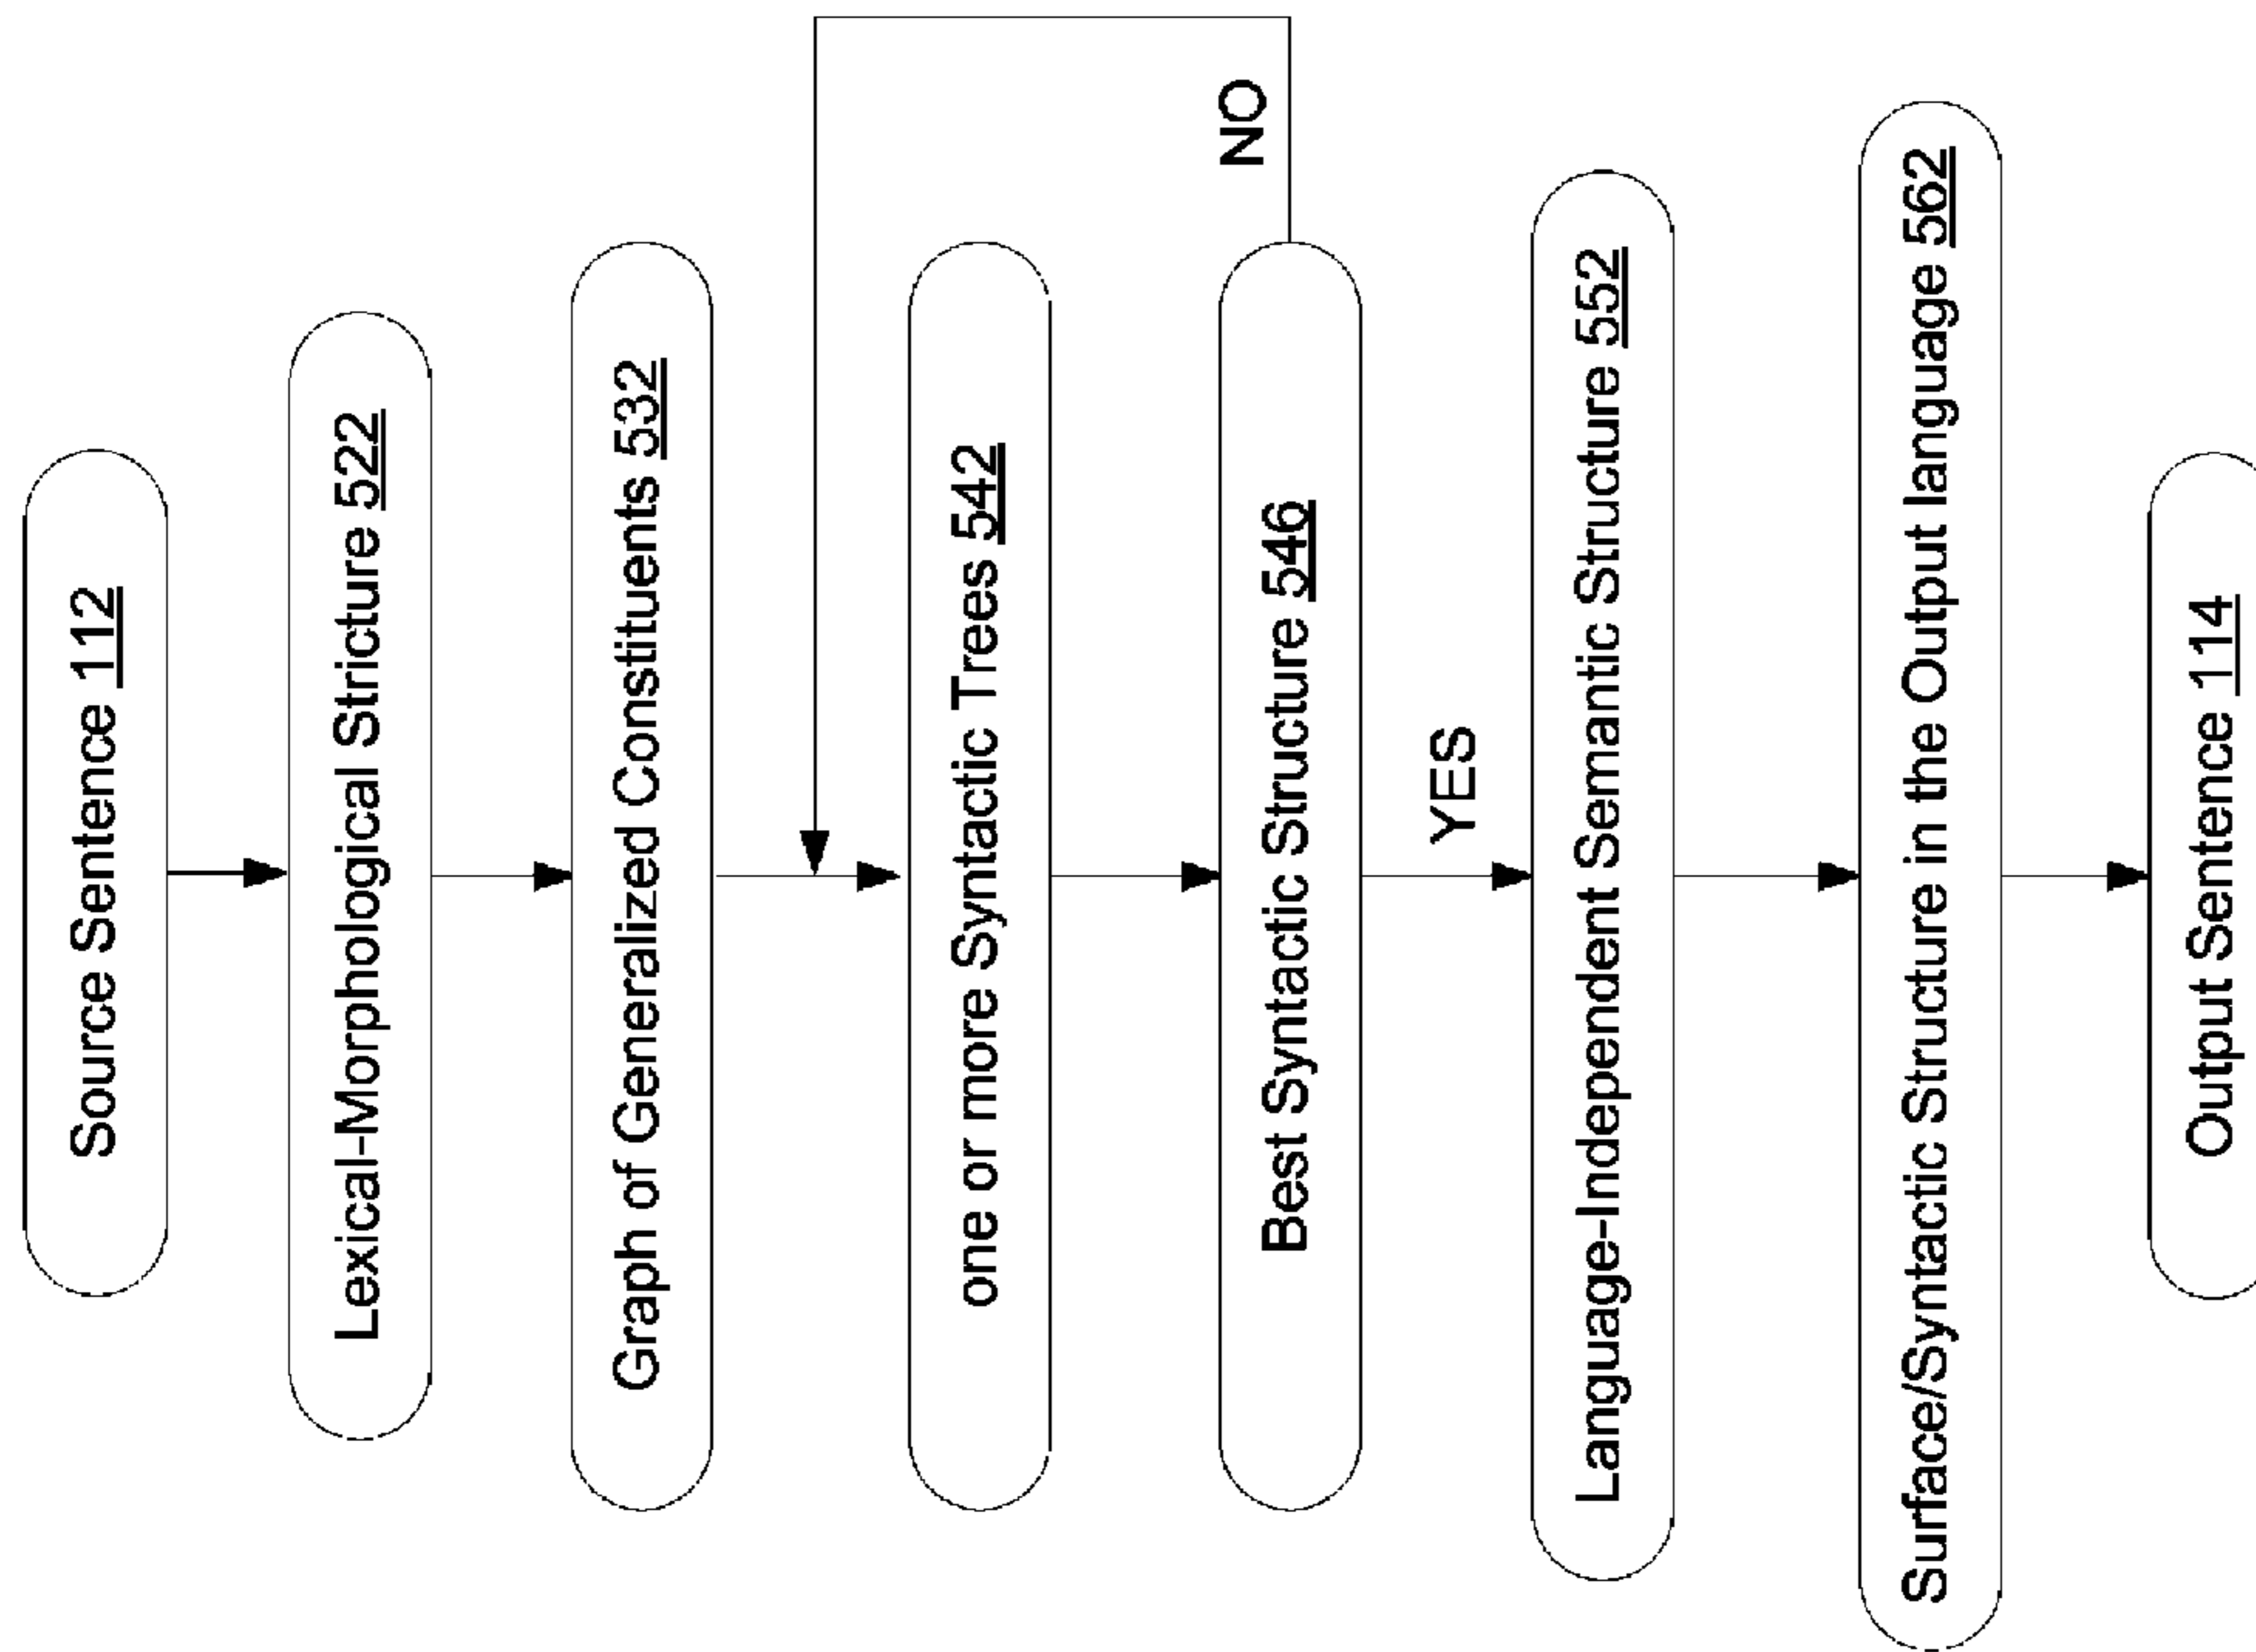 Source Sentence 112
Lexical-Morphological Stricture 522
Graph of Generalized Constituents 532
one or more Syntactic Trees 542
Best Syntactic Structure 546
NO
YES
Language-Independent Semantic Structure 552
Surface/Syntactic Structure in the Output language 562
Output Sentence 114